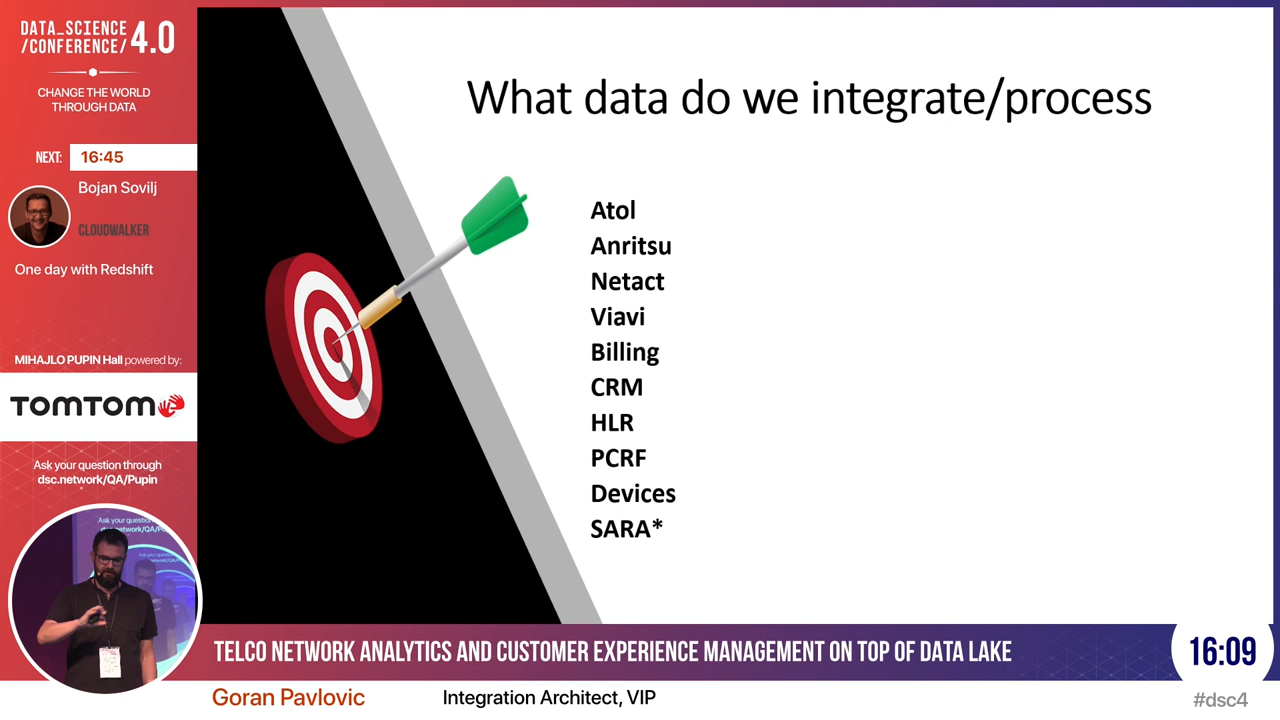 DATA_SCIENCE
/CONFERENCE/ 4.0
CHANGE THE WORLD
THROUGH DATA
NEXT: 16:45
Bojan Sovilj
CLOUDWALKER
One day with Redshift
MIHAJLO PUPIN Hall powered by:
TOMTOM
Ask your question through
dsc.network/QA/Pupin
What data do we integrate/process
Atol
Anritsu
Netact
Viavi
Billing
CRM
HLR
PCRF
Devices
SARA*
TELCO NETWORK ANALYTICS AND CUSTOMER EXPERIENCE MANAGEMENT ON TOP OF DATA LAKE
16:09
Goran Pavlovic
Integration Architect, VIP
#dsc4